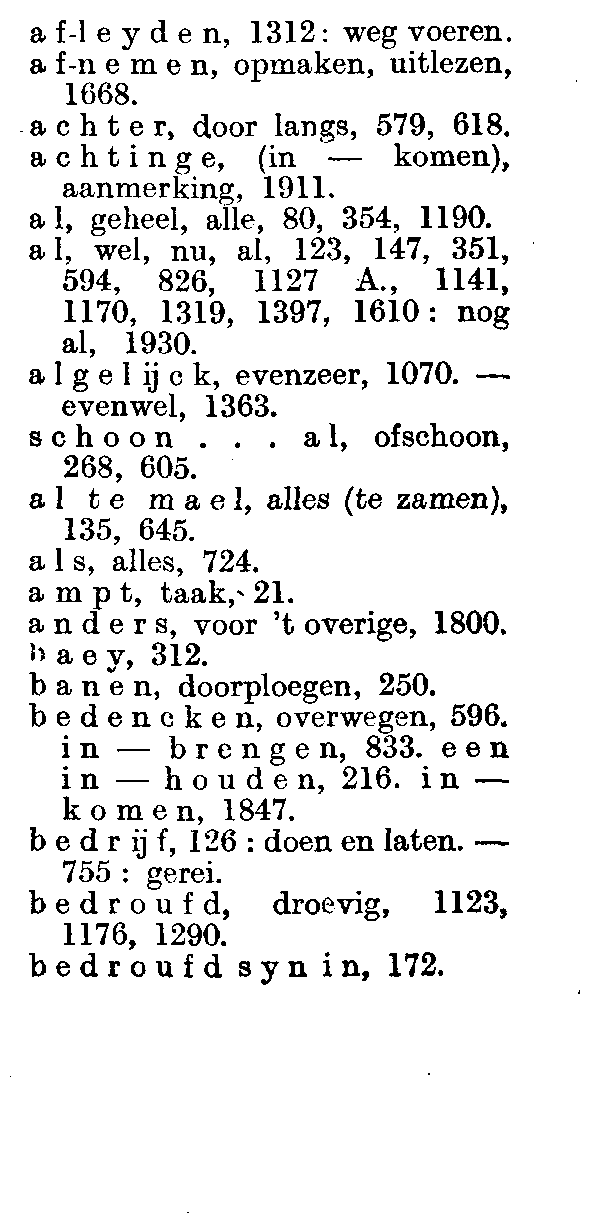 af-leyden, 1312: weg voeren.
af-nemen, opmaken, uitlezen,
1668.
achter, door langs, 579, 618.
achtinge, (in — komen),
aanmerking, 1911.
al, geheel, alle, 80, 354, 1190.
al, wel, nu, al, 123, 147, 351,
594, 826, 1127 A., 1141,
1170, 1319, 1397, 1610: nog
al, 1930.
algelijck, evenzeer, 1070. —
evenwel, 1363.
schoon . . . al, ofschoon,
268, 605.
al te mael, alles (te zamen),
135, 645.
als, alles, 724.
ampt, taak, 21.
anders, voor 't overige, 1800.
baey, 312.
banen, doorploegen, 250.
bedencken, overwegen, 596.
in — brengen, 833. een
in — houden, 216. in —
komen, 1847.
bedrijf, 126 : doen en laten. —
755 : gerei.
bedroufd, droevig, 1123,
1176, 1290.
bedroufd syn in, 172.